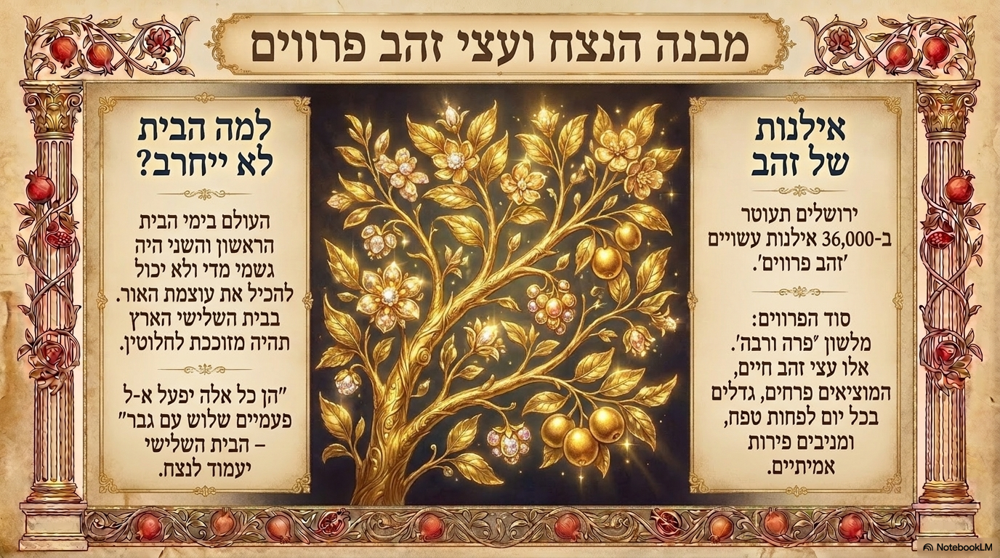 מבנה הנצח ועצי זהב פרווים
אילנות
של זהב
ירושלים תעוטר
ב-36,000 אילנות עשויים
'זהב פרווים'.
סוד הפרווים:
מלשון "פרה ורבה'.
אלו עצי זהב חיים,
המוציאים פרחים, גדלים
בכל יום לפחות טפח,
ומניבים פירות
אמיתיים.
למה הבית
לא ייחרב?
העולם בימי הבית
הראשון והשני היה
גשמי מדי ולא יכול
להכיל את עוצמת האור.
בבית השלישי הארץ
תהיה מזוככת לחלוטין.
"הן כל אלה יפעל א-ל
פעמיים שלוש עם גבר"
– הבית השלישי
יעמוד לנצח.
NotebookLM